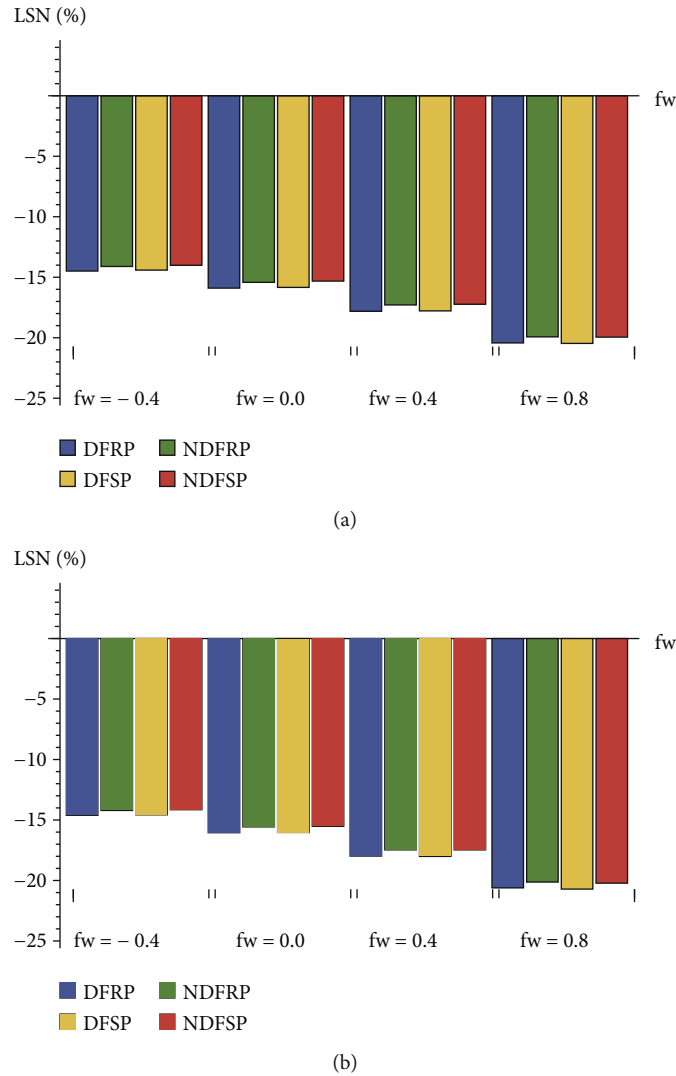 LSN (%)
fw
−5
−10
−15
−20
−25
fw = − 0.4 fw = 0.0 fw = 0.4 fw = 0.8
DFRP NDFRP
DFSP NDFSP
(a)
LSN (%)
fw
−5
−10
−15
−20
−25
fw = − 0.4 fw = 0.0 fw = 0.4 fw = 0.8
DFRP NDFRP
DFSP NDFSP
(b)